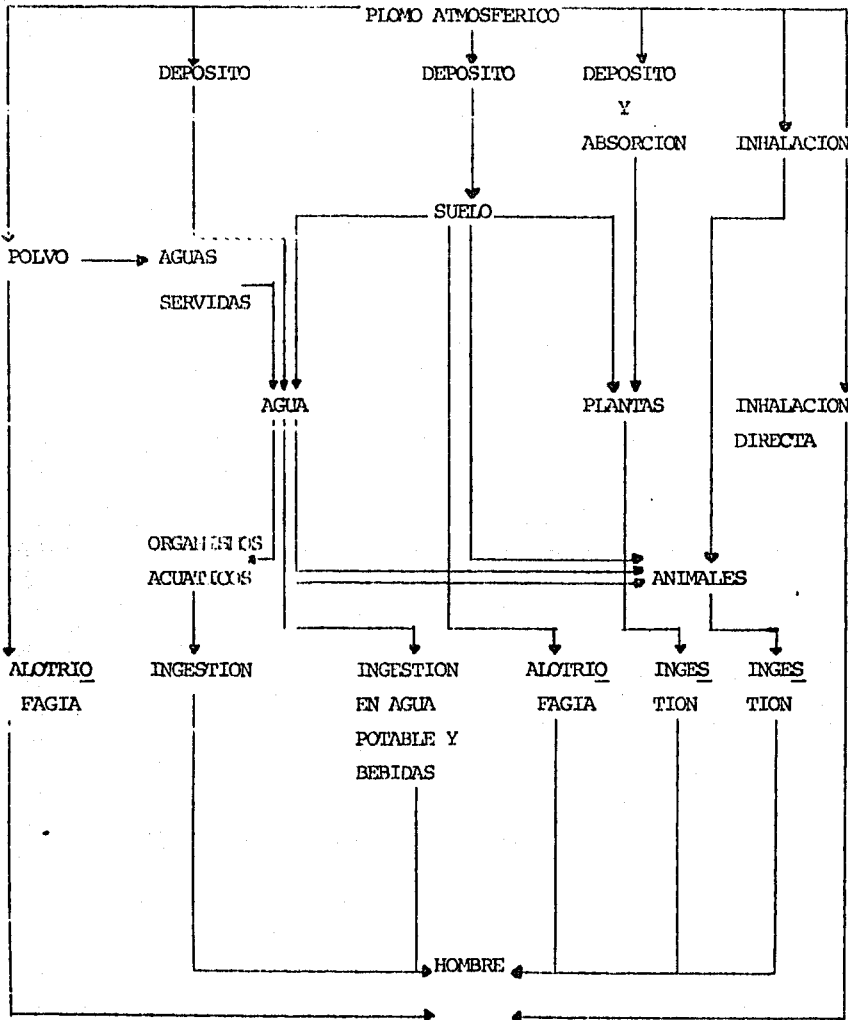 PLOMO ATMOSFERICO
DEPOSITO
DEPOSITO
DEPOSITO
Y
ABSORCION
INHALACION
SUELO
POLVO
AGUAS
SERVIDAS
AGUA
PLANTAS
INHALACION
DIRECTA
ORGANISMOS
ACUATICOS
ANIMALES
ALOTRIO
FAGIA
INGESTION
INGESTION
EN AGUA
POTABLE Y
BEBIDAS
ALOTRIO
FAGIA
INGES
TION
INGES
TION
HOMBRE